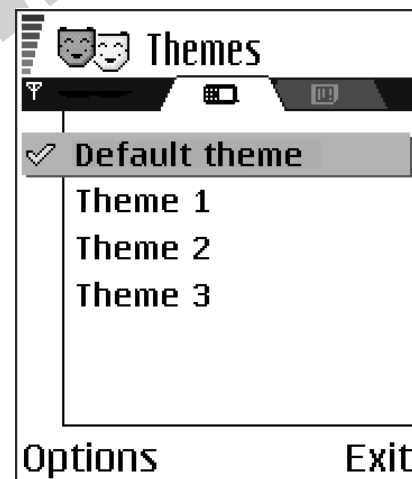 Themes
Default theme
Theme 1
Theme 2
Theme 3
Options Exit